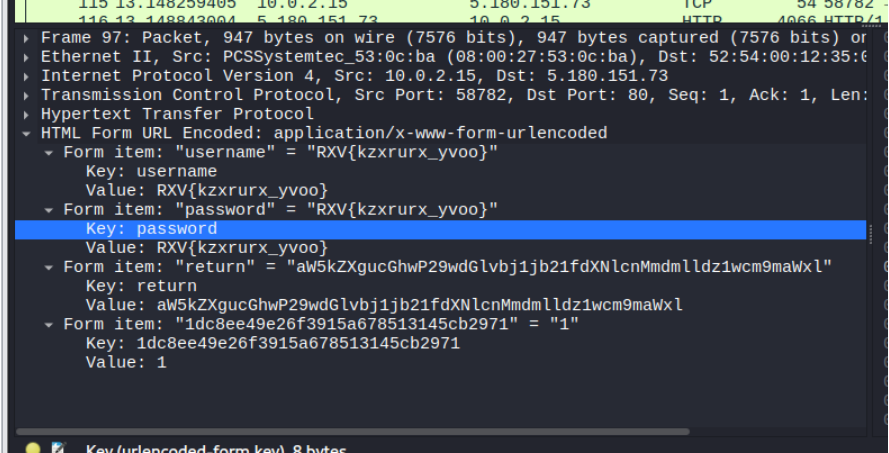 115 13.148259405 10.0.2.15 5.180.151.73 TCP 54 58782
116 13.148843004 5.180.151.73 10.0.2.15 HTTP 4066 HTTP/1
Frame 97: Packet, 947 bytes on wire (7576 bits), 947 bytes captured (7576 bits) on
Ethernet II, Src: PCSSystemtec_53:0c:ba (08:00:27:53:0c:ba), Dst: 52:54:00:12:35:0
Internet Protocol Version 4, Src: 10.0.2.15, Dst: 5.180.151.73
Transmission Control Protocol, Src Port: 58782, Dst Port: 80, Seq: 1, Ack: 1, Len:
Hypertext Transfer Protocol
HTML Form URL Encoded: application/x-www-form-urlencoded
Form item: "username" = "RXV{kzxrurx_yvoo}"
Key: username
Value: RXV{kzxrurx_yvoo}
Form item: "password" = "RXV{kzxrurx_yvoo}"
Key: password
Value: RXV{kzxrurx_yvoo}
Form item: "return" = "aW5kZXgucGhwP29wdGlvbj1jb21fdXNlcnMmdmlldz1wcm9maWxl"
Key: return
Value: aW5kZXgucGhwP29wdGlvbj1jb21fdXNlcnMmdmlldz1wcm9maWxl
Form item: "1dc8ee49e26f3915a678513145cb2971" = "1"
Key: 1dc8ee49e26f3915a678513145cb2971
Value: 1
Key (urlencoded-form.key), 8 bytes